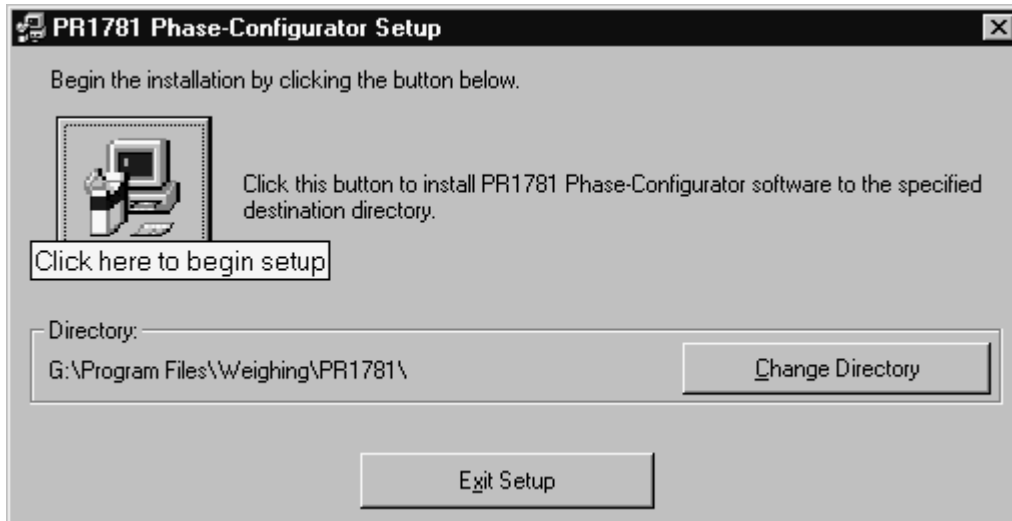 PR1781 Phase-Configurator Setup
Begin the installation by clicking the button below.
Click this button to install PR1781 Phase-Configurator software to the specified
destination directory.
Click here to begin setup
Directory:
G:\Program Files\Weighing\PR1781\
Change Directory
Exit Setup